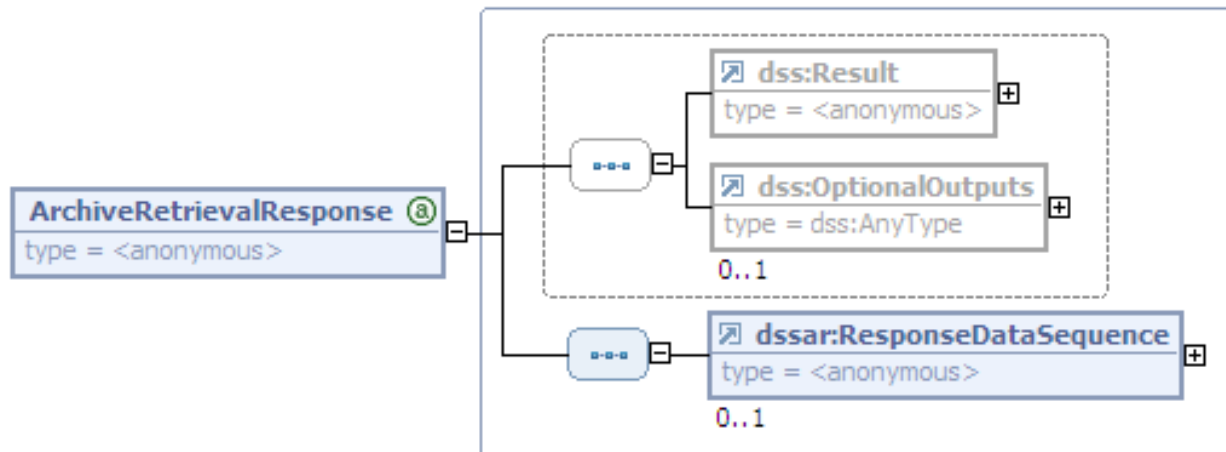 dss:Result
type = <anonymous>
dss:OptionalOutputs
type = dss:AnyType
0..1
ArchiveRetrievalResponse a
type = <anonymous>
dssar:ResponseDataSequence
type = <anonymous>
0..1